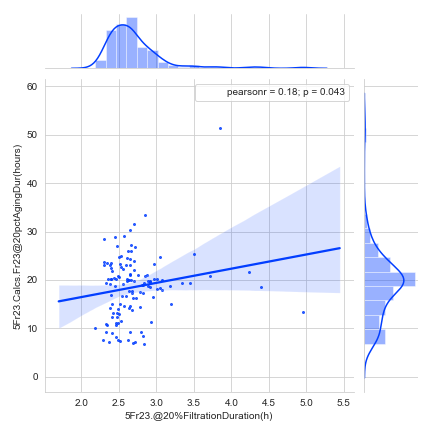 pearsonr = 0.18; p = 0.043
60
50
40
30
20
10
0
5Fr23.Calcs.Fr23@20pctAgingDur(hours)
2.0 2.5 3.0 3.5 4.0 4.5 5.0 5.5
5Fr23.@20%FiltrationDuration(h)